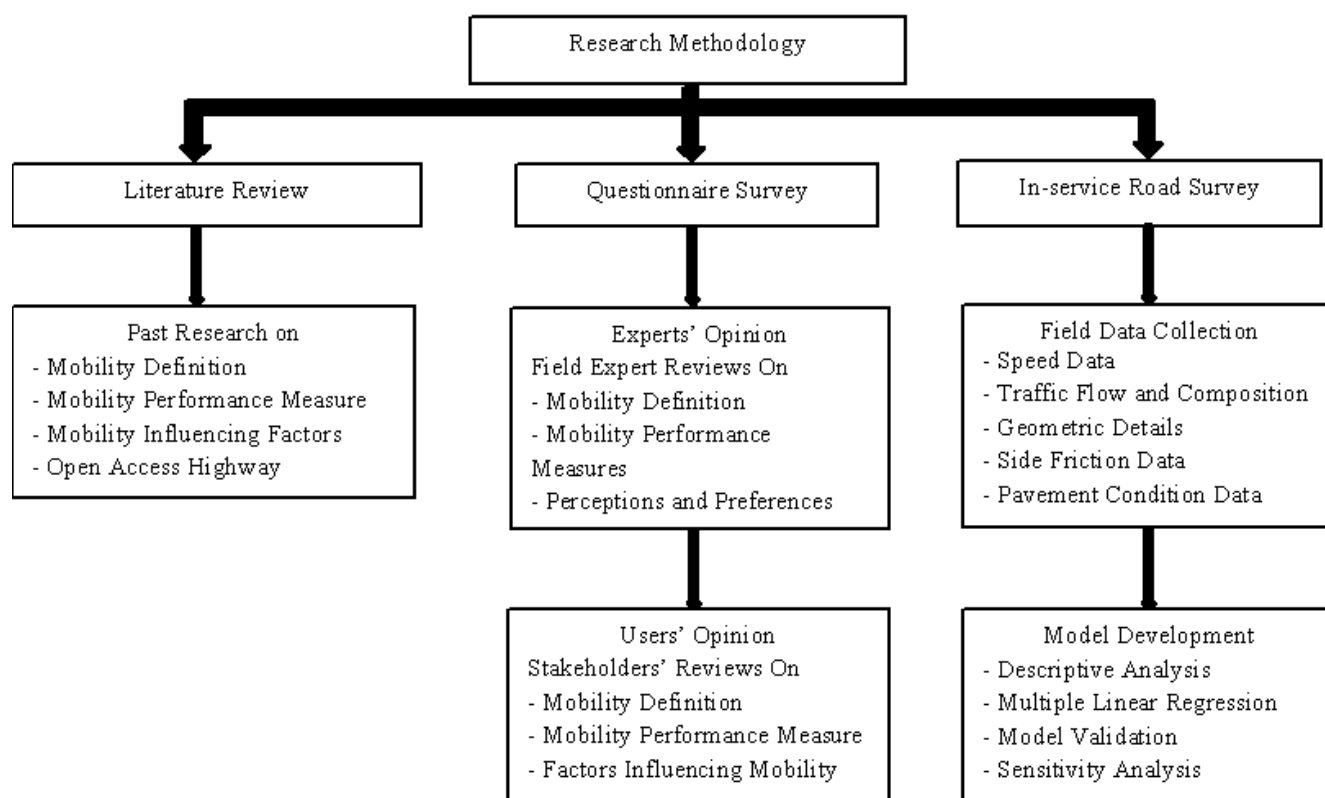 Research Methodology
Literature Review
Questionnaire Survey
In-service Road Survey
Past Research on
- Mobility Definition
- Mobility Performance Measure
- Mobility Influencing Factors
- Open Access Highway
Experts’ Opinion
Field Expert Reviews On
- Mobility Definition
- Mobility Performance
Measures
- Perceptions and Preferences
Field Data Collection
- Speed Data
- Traffic Flow and Composition
- Geometric Details
- Side Friction Data
- Pavement Condition Data
Users’ Opinion
Stakeholders’ Reviews On
- Mobility Definition
- Mobility Performance Measure
- Factors Influencing Mobility
Model Development
- Descriptive Analysis
- Multiple Linear Regression
- Model Validation
- Sensitivity Analysis